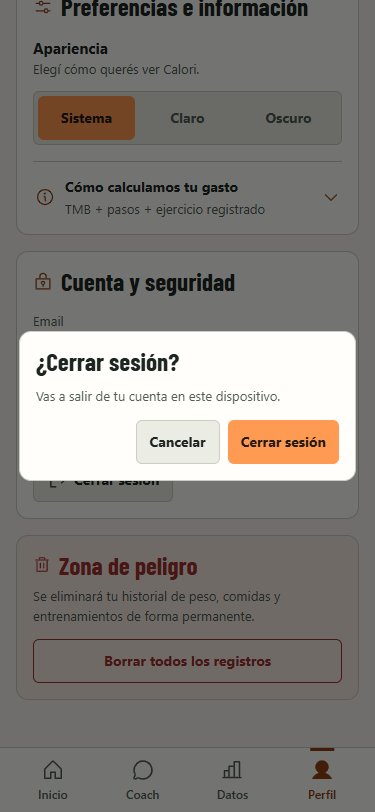 Preferencias e información
Apariencia
Elegí cómo querés ver Calori.
Sistema
Claro
Oscuro
Cómo calculamos tu gasto
TMB + pasos + ejercicio registrado
Cuenta y seguridad
Email
¿Cerrar sesión?
Vas a salir de tu cuenta en este dispositivo.
Cancelar
Cerrar sesión
Cerrar sesión
Zona de peligro
Se eliminará tu historial de peso, comidas y
entrenamientos de forma permanente.
Borrar todos los registros
Inicio
Coach
Datos
Perfil